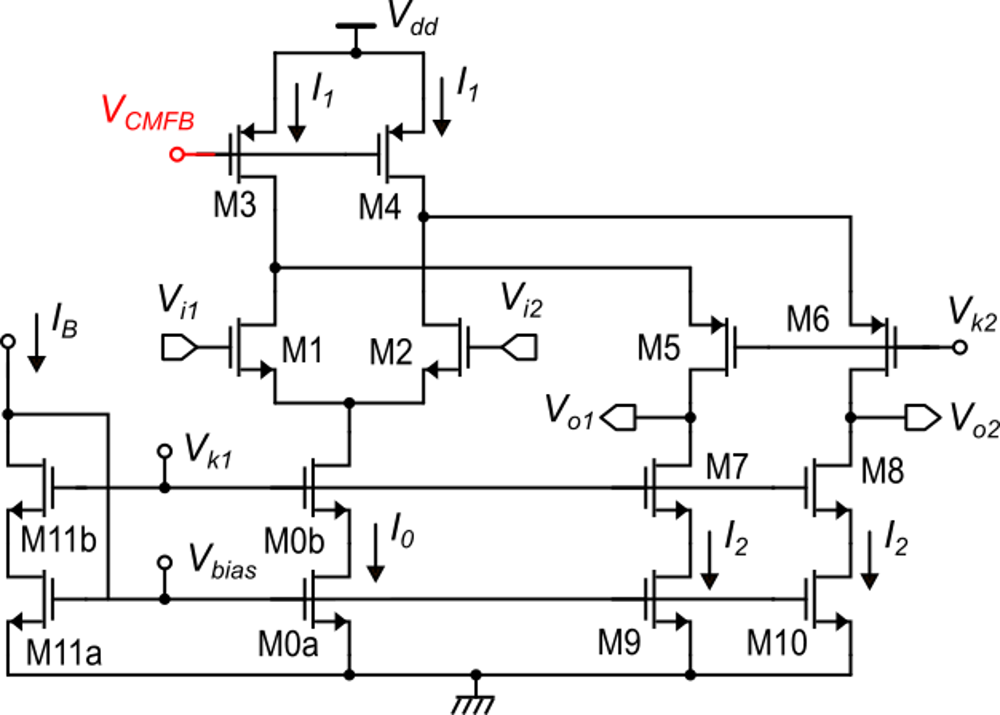 Vdd
I1
I1
VCMFB
M3
M4
Vi1
Vi2
IB
M1
M2
M5
M6
Vk2
Vo1
Vo2
Vk1
M7
M8
M11b
M0b
I0
I2
I2
Vbias
M11a
M0a
M9
M10